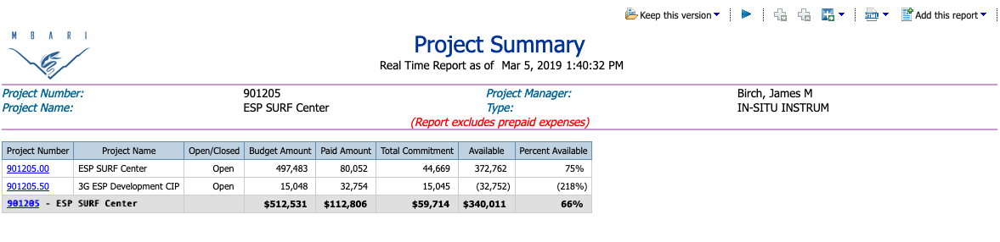 Keep this version
Add this report
M B A R I
Project Summary
Real Time Report as of Mar 5, 2019 1:40:32 PM
Project Number: 901205 Project Manager: Birch, James M
Project Name: ESP SURF Center Type: IN-SITU INSTRUM
(Report excludes prepaid expenses)
Project Number Project Name Open/Closed Budget Amount Paid Amount Total Commitment Available Percent Available
901205.00 ESP SURF Center Open 497,483 80,052 44,669 372,762 75%
901205.50 3G ESP Development CIP Open 15,048 32,754 15,045 (32,752) (218%)
901205 - ESP SURF Center $512,531 $112,806 $59,714 $340,011 66%